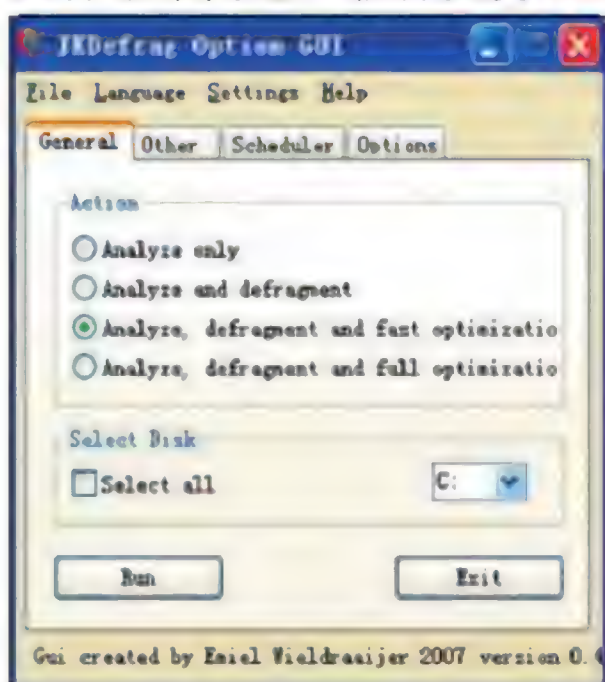 JKDefrag Option GUI
File Language Settings Help
General Other Scheduler Options
Action
Analyze only
Analyze and defragment
Analyze, defragment and fast optimizatio
Analyze, defragment and full optimizatio
Select Disk
Select all C:
Run Exit
Gui created by Emiel Wieldraaijer 2007 version 0.